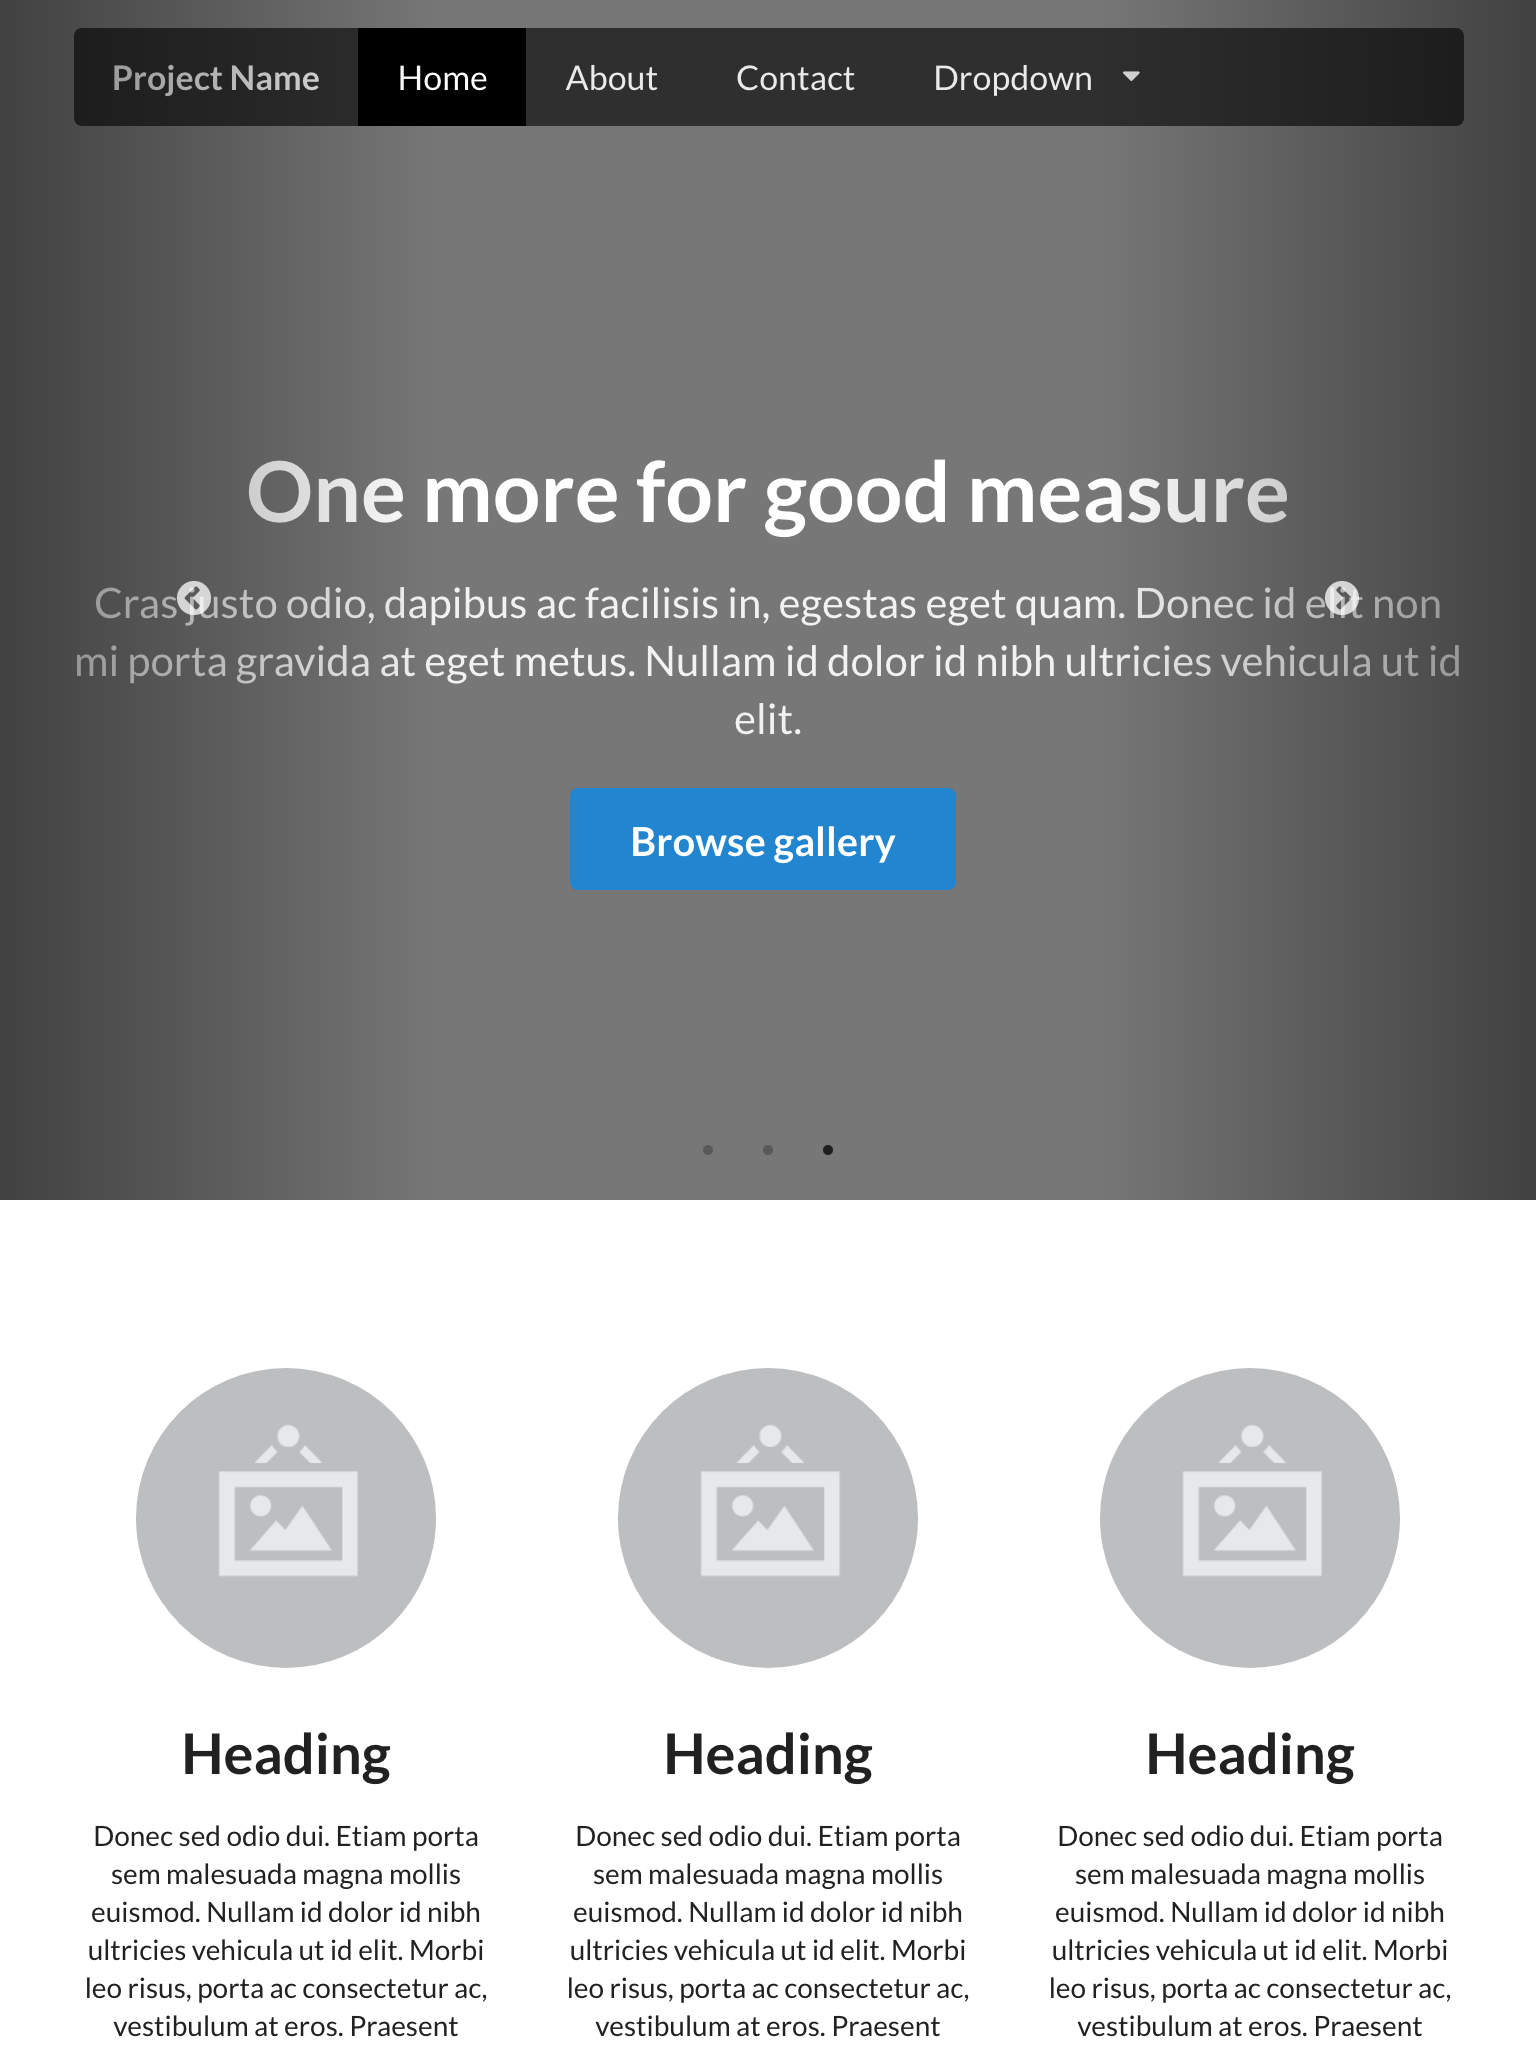 Project Name Home About Contact Dropdown
One more for good measure
Cras justo odio, dapibus ac facilisis in, egestas eget quam. Donec id elit non
mi porta gravida at eget metus. Nullam id dolor id nibh ultricies vehicula ut id
elit.
Browse gallery
Heading
Donec sed odio dui. Etiam porta
sem malesuada magna mollis
euismod. Nullam id dolor id nibh
ultricies vehicula ut id elit. Morbi
leo risus, porta ac consectetur ac,
vestibulum at eros. Praesent
Heading
Donec sed odio dui. Etiam porta
sem malesuada magna mollis
euismod. Nullam id dolor id nibh
ultricies vehicula ut id elit. Morbi
leo risus, porta ac consectetur ac,
vestibulum at eros. Praesent
Heading
Donec sed odio dui. Etiam porta
sem malesuada magna mollis
euismod. Nullam id dolor id nibh
ultricies vehicula ut id elit. Morbi
leo risus, porta ac consectetur ac,
vestibulum at eros. Praesent